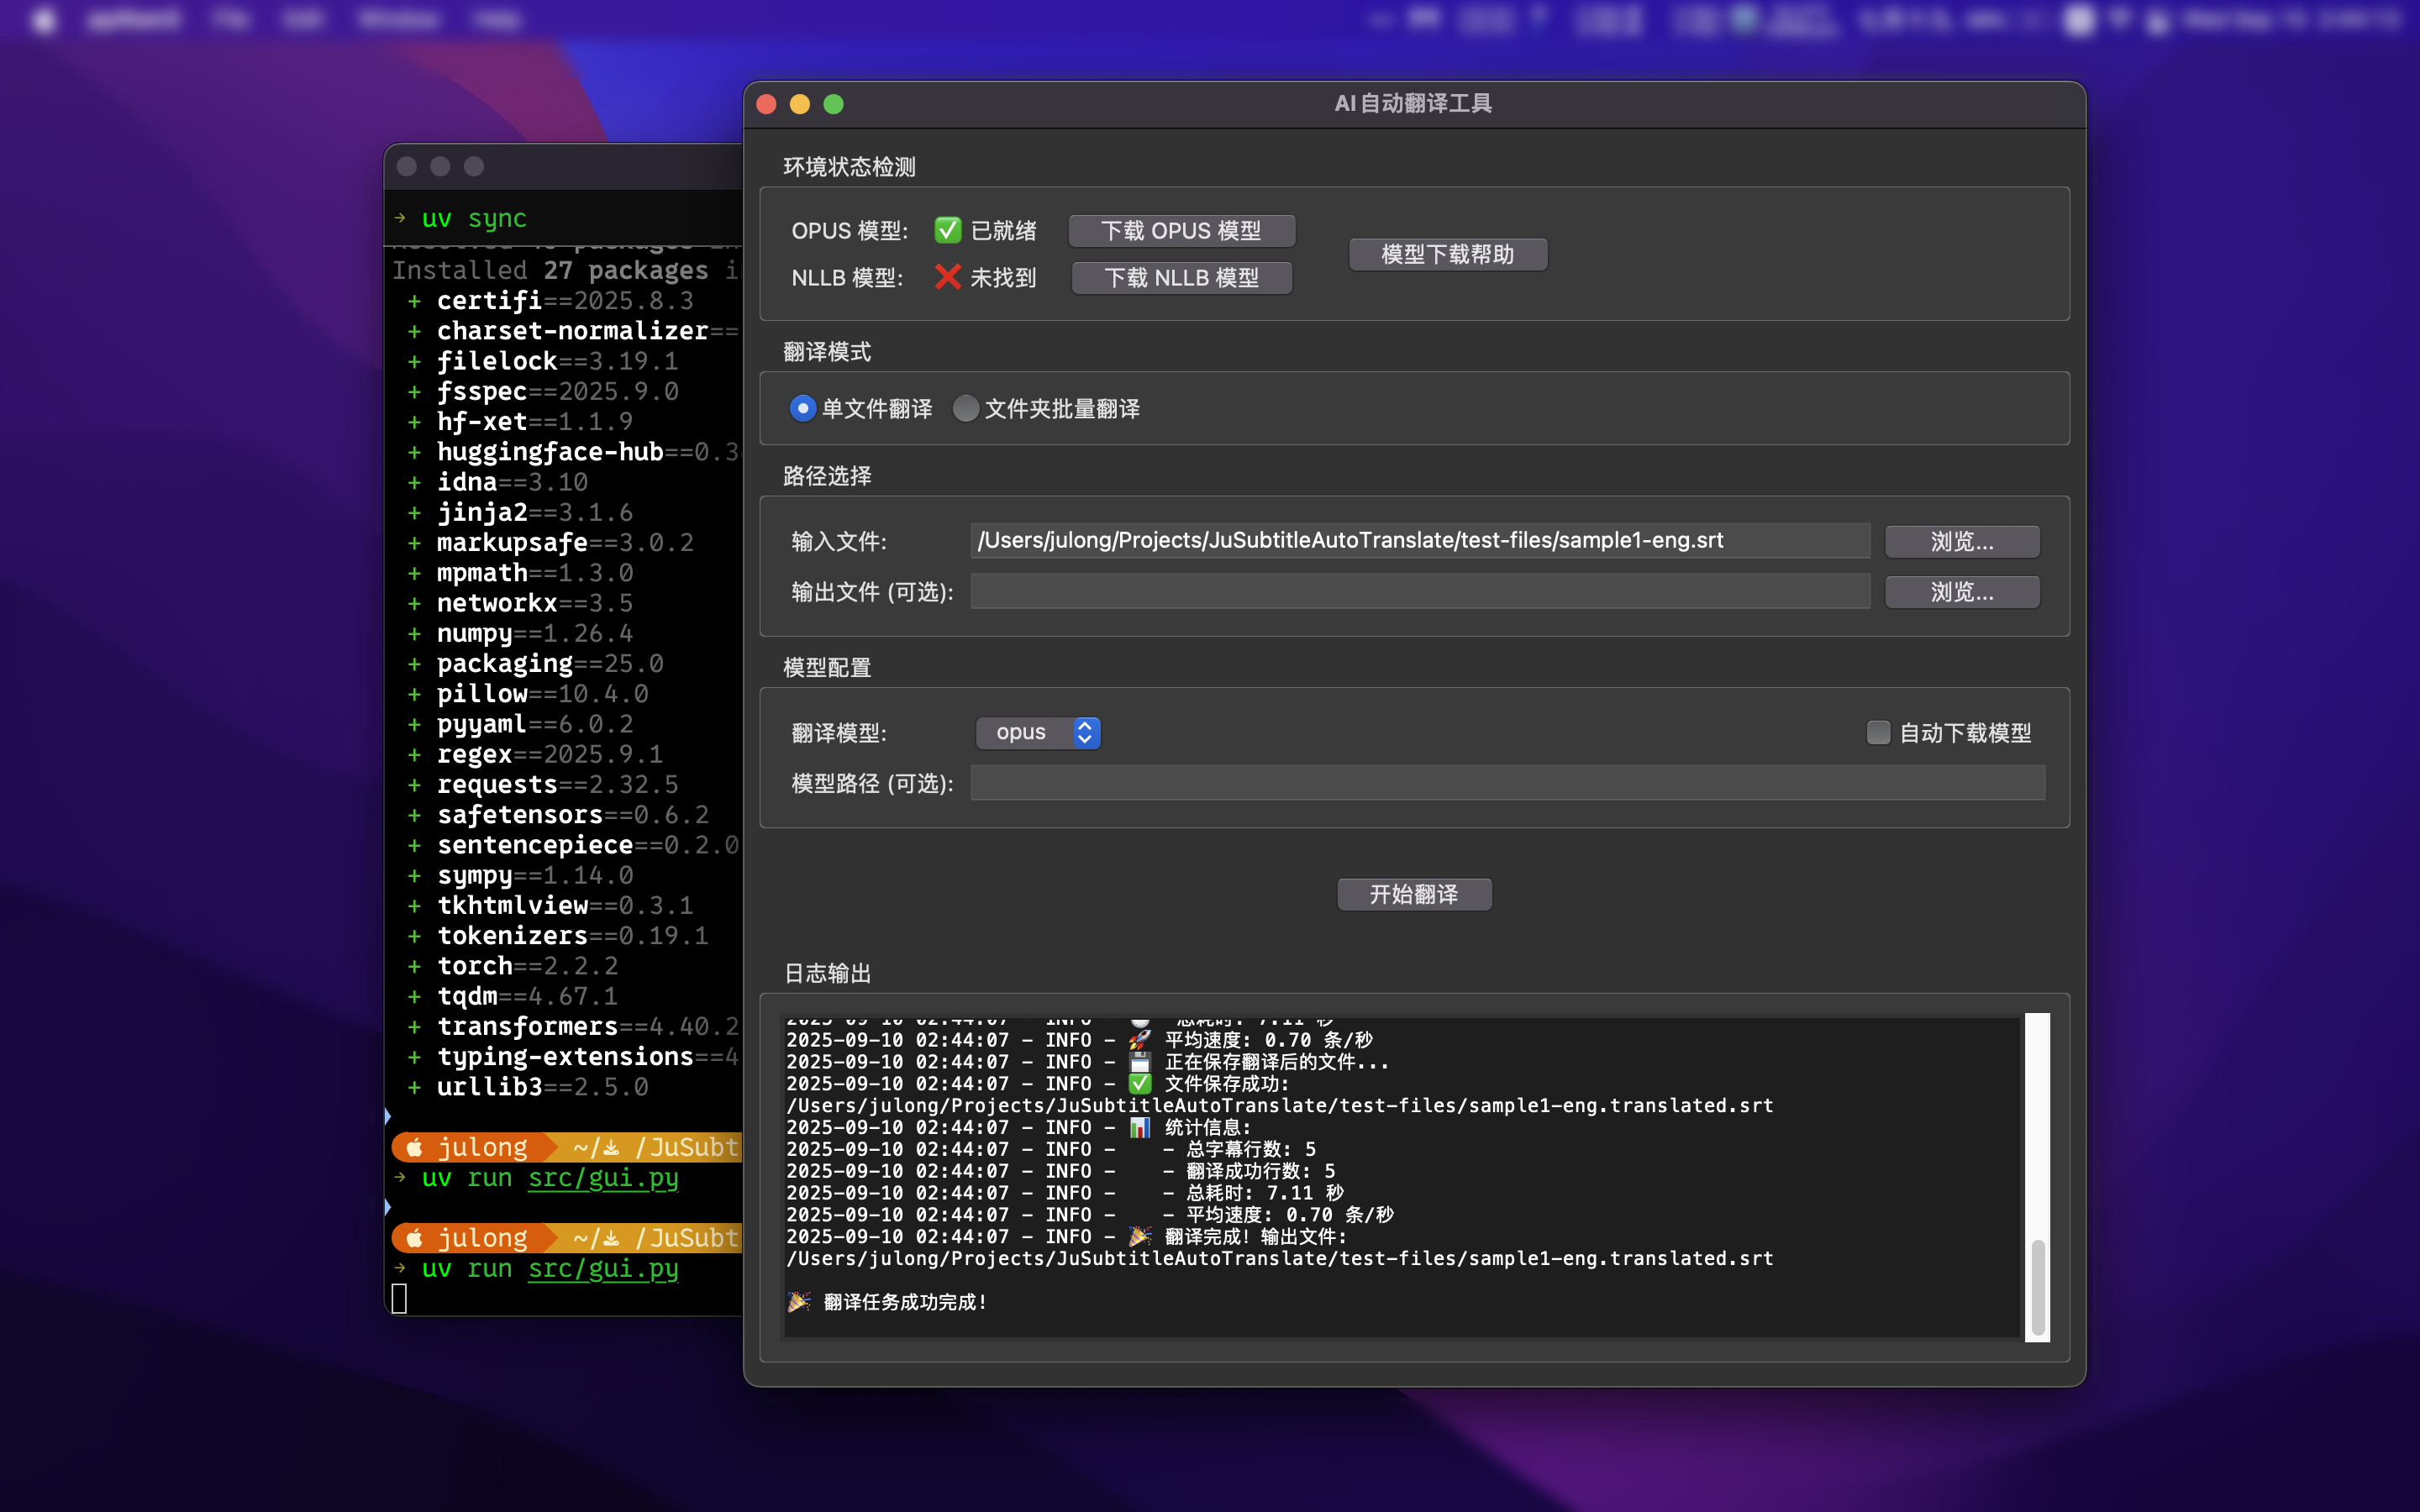 → uv sync
Installed 27 packages i
+ certifi==2025.8.3
+ charset-normalizer==
+ filelock==3.19.1
+ fsspec==2025.9.0
+ hf-xet==1.1.9
+ huggingface-hub==0.3
+ idna==3.10
+ jinja2==3.1.6
+ markupsafe==3.0.2
+ mpmath==1.3.0
+ networkx==3.5
+ numpy==1.26.4
+ packaging==25.0
+ pillow==10.4.0
+ pyyaml==6.0.2
+ regex==2025.9.1
+ requests==2.32.5
+ safetensors==0.6.2
+ sentencepiece==0.2.0
+ sympy==1.14.0
+ tkhtmlview==0.3.1
+ tokenizers==0.19.1
+ torch==2.2.2
+ tqdm==4.67.1
+ transformers==4.40.2
+ typing-extensions==4
+ urllib3==2.5.0
julong ~/ /JuSubt
→ uv run src/gui.py
julong ~/ /JuSubt
→ uv run src/gui.py
AI自动翻译工具
环境状态检测
OPUS 模型: ✅ 已就绪 下载 OPUS 模型
模型下载帮助
NLLB 模型: ❌ 未找到 下载 NLLB 模型
翻译模式
单文件翻译 文件夹批量翻译
路径选择
输入文件: /Users/julong/Projects/JuSubtitleAutoTranslate/test-files/sample1-eng.srt 浏览...
输出文件 (可选): 浏览...
模型配置
翻译模型: opus 自动下载模型
模型路径 (可选):
开始翻译
日志输出
2025-09-10 02:44:07 - INFO - 总耗时: 7.11 秒
2025-09-10 02:44:07 - INFO - 🚀 平均速度: 0.70 条/秒
2025-09-10 02:44:07 - INFO - 💾 正在保存翻译后的文件...
2025-09-10 02:44:07 - INFO - ✅ 文件保存成功:
/Users/julong/Projects/JuSubtitleAutoTranslate/test-files/sample1-eng.translated.srt
2025-09-10 02:44:07 - INFO - 📊 统计信息:
2025-09-10 02:44:07 - INFO - - 总字幕行数: 5
2025-09-10 02:44:07 - INFO - - 翻译成功行数: 5
2025-09-10 02:44:07 - INFO - - 总耗时: 7.11 秒
2025-09-10 02:44:07 - INFO - - 平均速度: 0.70 条/秒
2025-09-10 02:44:07 - INFO - 🎉 翻译完成! 输出文件:
/Users/julong/Projects/JuSubtitleAutoTranslate/test-files/sample1-eng.translated.srt
🎉 翻译任务成功完成!